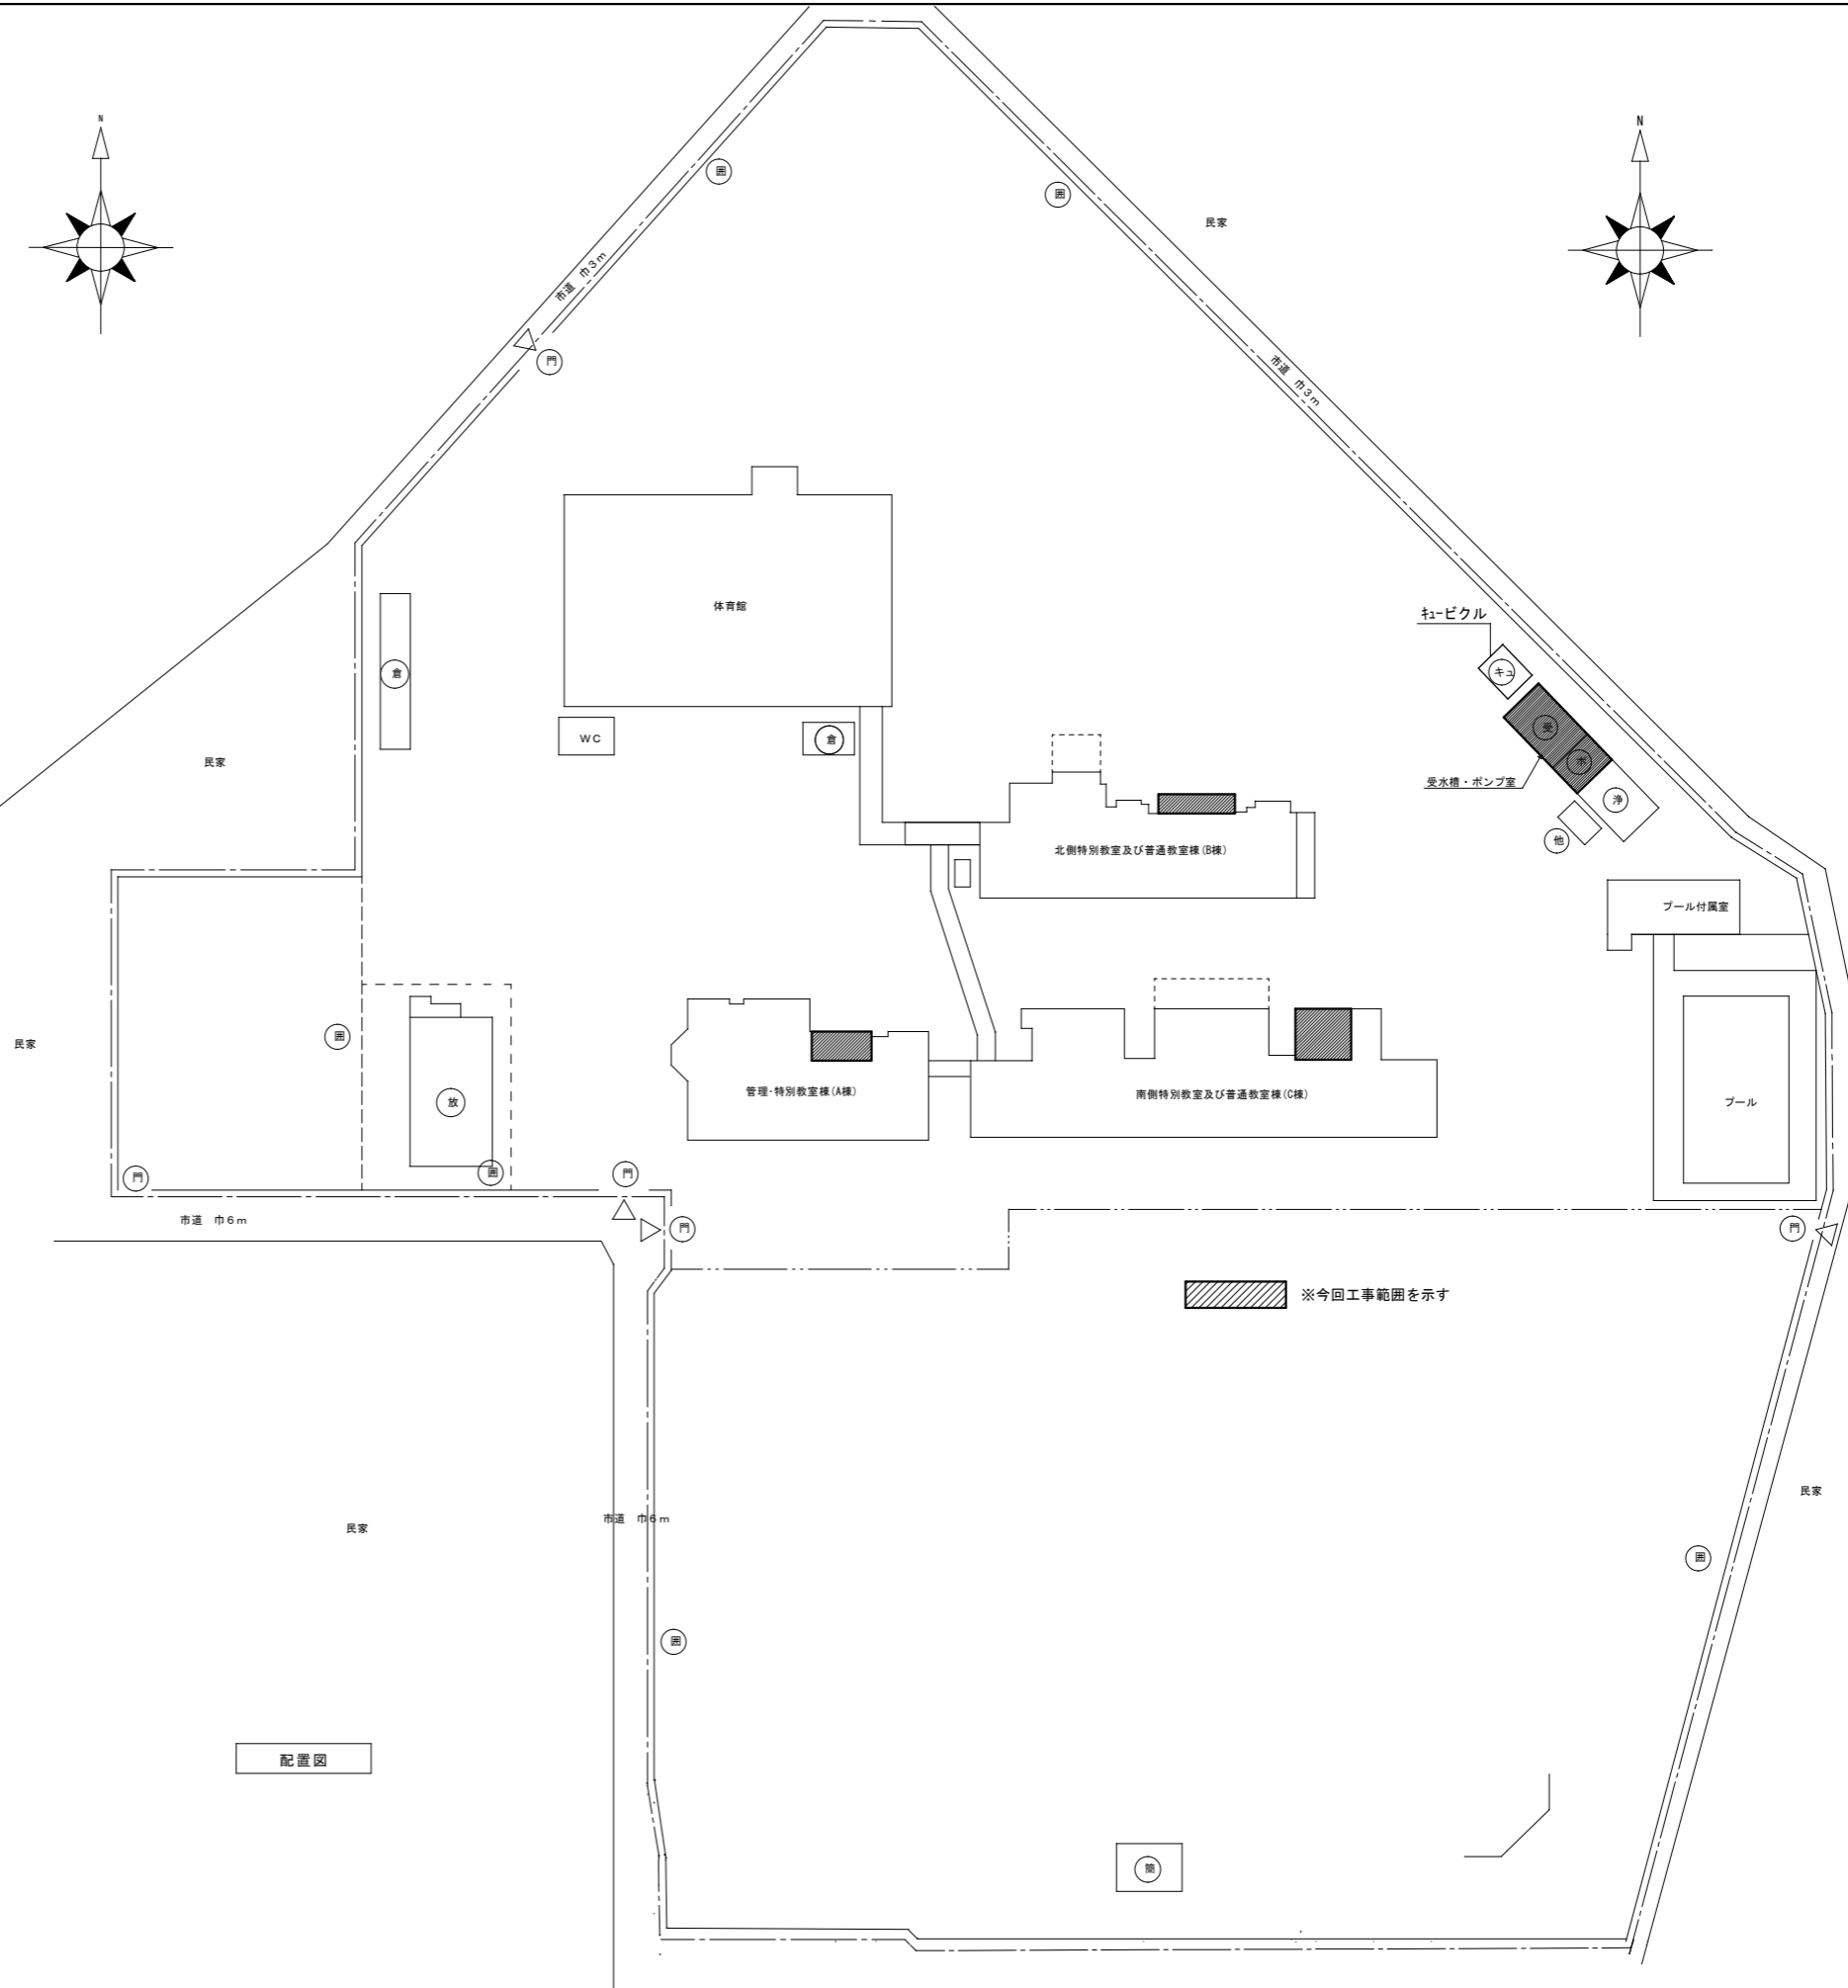 N
N
囲
囲
民家
市道　巾3m
市道　巾3m
門
体育館
キュービクル
倉
キュ
受
WC
倉
ポ
民家
受水槽・ポンプ室
浄
他
北側特別教室及び普通教室棟(B棟)
プール付属室
囲
民家
管理・特別教室棟(A棟)
南側特別教室及び普通教室棟(C棟)
放
プール
門
囲
門
市道　巾6m
門
門
※今回工事範囲を示す
民家
民家
市道　巾6m
囲
囲
配置図
簡